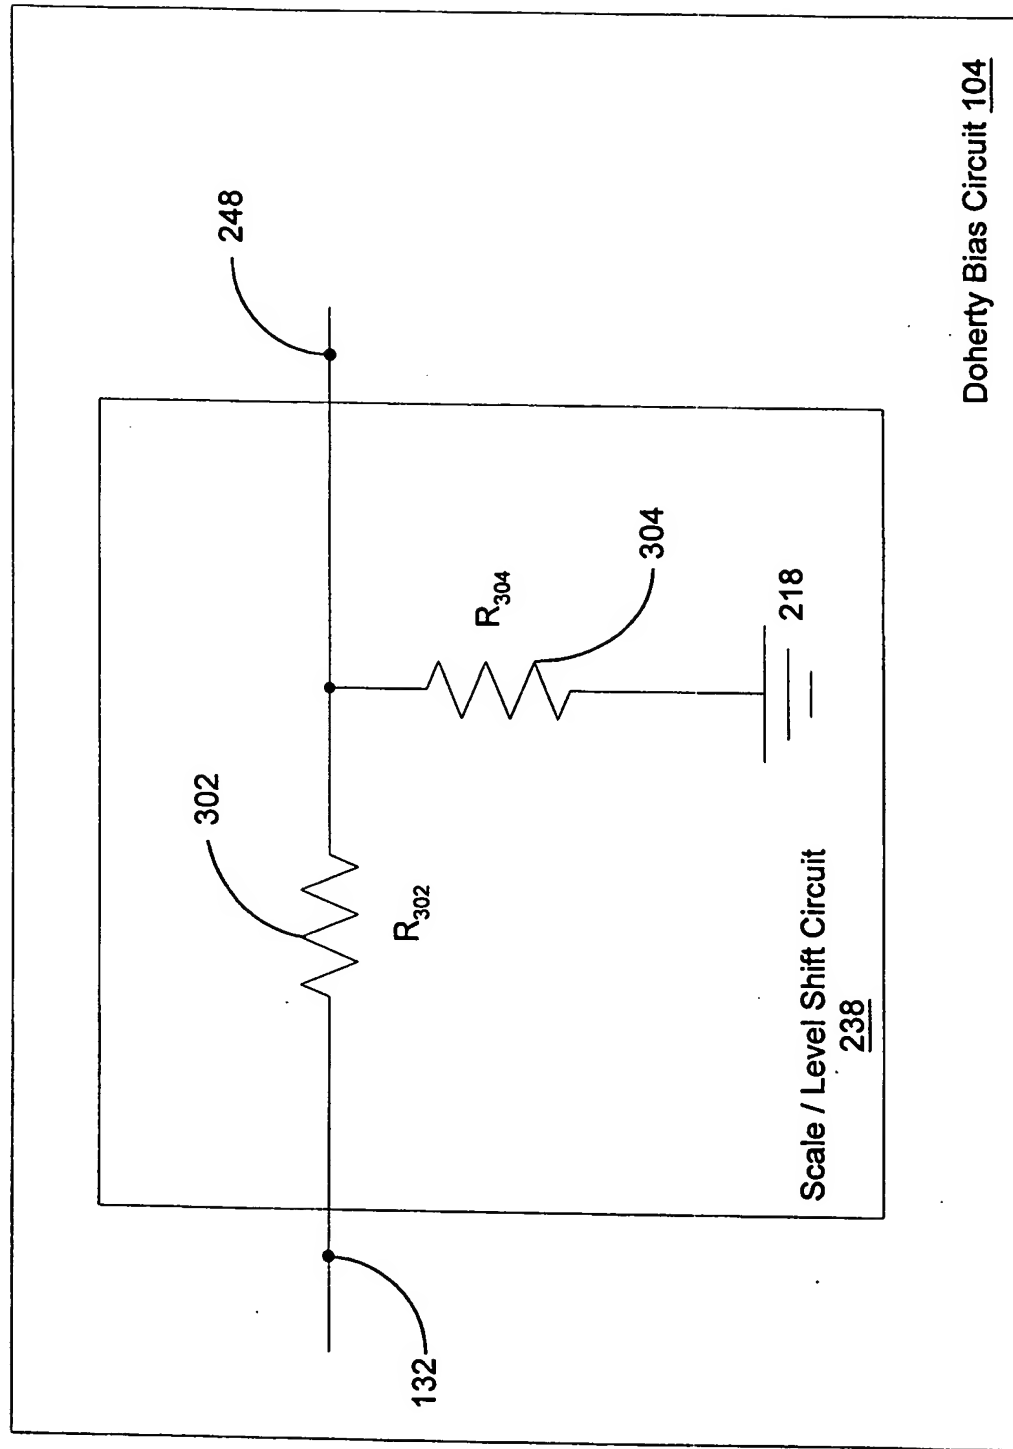 248
302
R302
R304
304
132
218
Scale / Level Shift Circuit
238
Doherty Bias Circuit 104